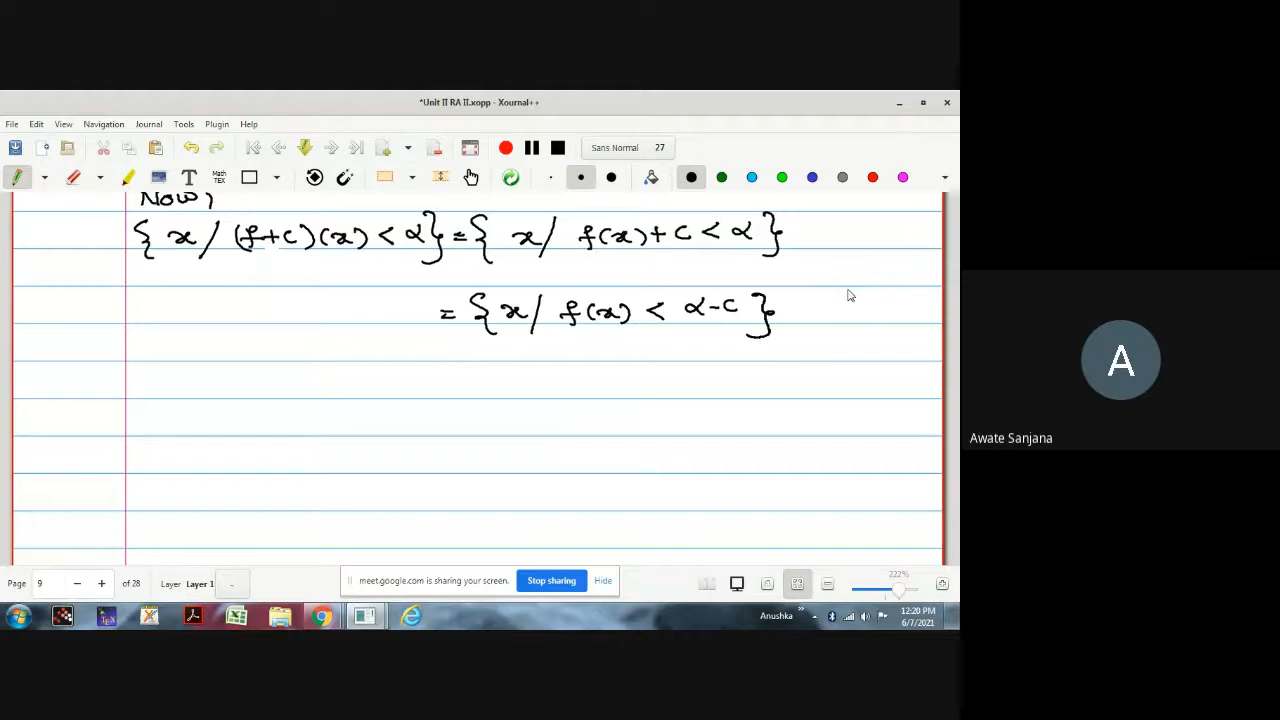 *Unit II RA II.xopp - Xournal++
File Edit View Navigation Journal Tools Plugin Help
Sans Normal 27
Now,
{ x / (f+c)(x) < α } = { x / f(x) + c < α }
= { x / f(x) < α - c }
A
Awate Sanjana
meet.google.com is sharing your screen. Stop sharing Hide
Page 9 of 28 Layer Layer 1 222%
Anushka 12:20 PM
6/7/2021